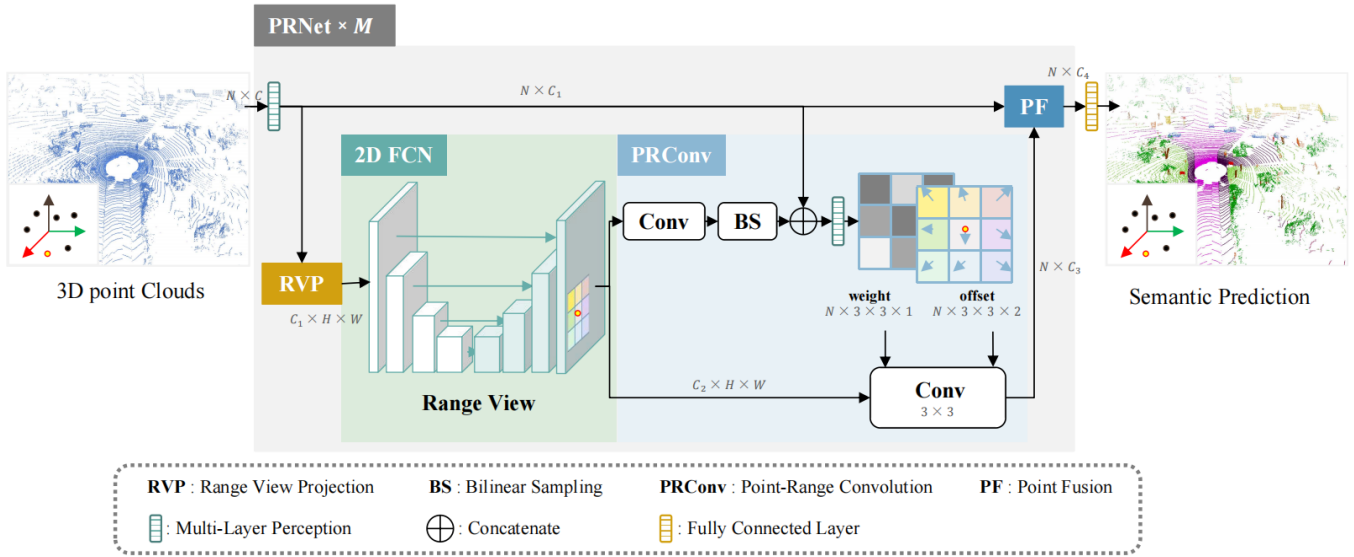 PRNet × M
N × C
N × C₁
N × C₄
PF
2D FCN
PRConv
Conv
BS
RVP
C₁ × H × W
3D point Clouds
weight
N × 3 × 3 × 1
offset
N × 3 × 3 × 2
N × C₃
Semantic Prediction
C₂ × H × W
Conv
3 × 3
Range View
RVP : Range View Projection
BS : Bilinear Sampling
PRConv : Point-Range Convolution
PF : Point Fusion
: Multi-Layer Perception
: Concatenate
: Fully Connected Layer